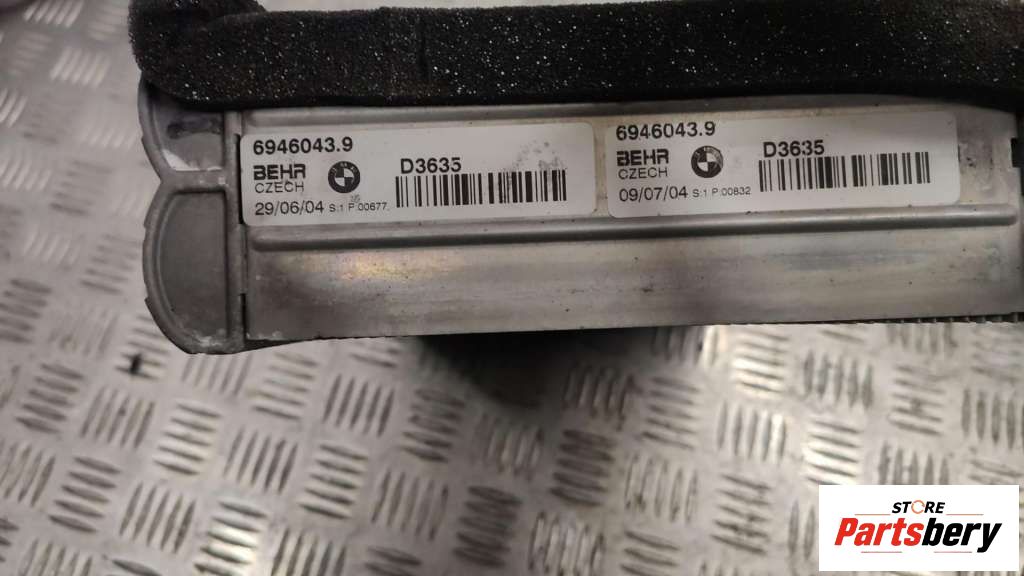 6946043.9
BEHR
CZECH
D3635
29/06/04 S:1 P:00677
6946043.9
BEHR
CZECH
D3635
09/07/04 S:1 P:00832
STORE
Partsbery